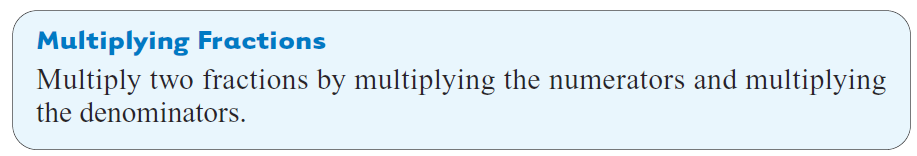 Multiplying Fractions
Multiply two fractions by multiplying the numerators and multiplying
the denominators.